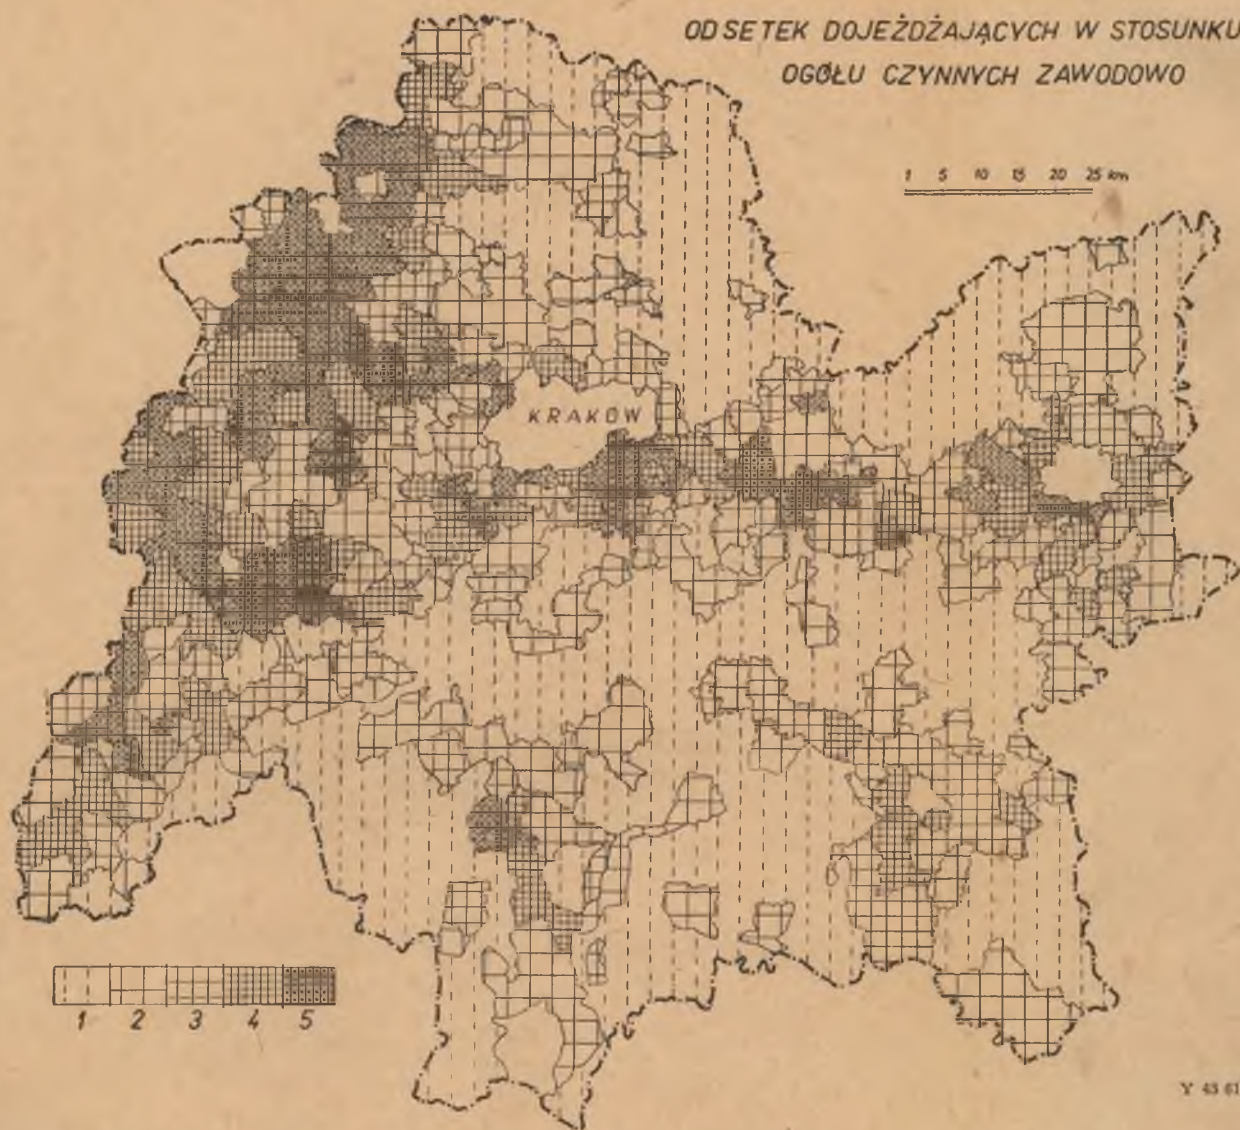 ODSETEK DOJEŻDŻAJĄCYCH W STOSUNKU
OGÓŁU CZYNNYCH ZAWODOWO
1 5 10 15 20 25 km
KRAKÓW
1 2 3 4 5
Y 43 61